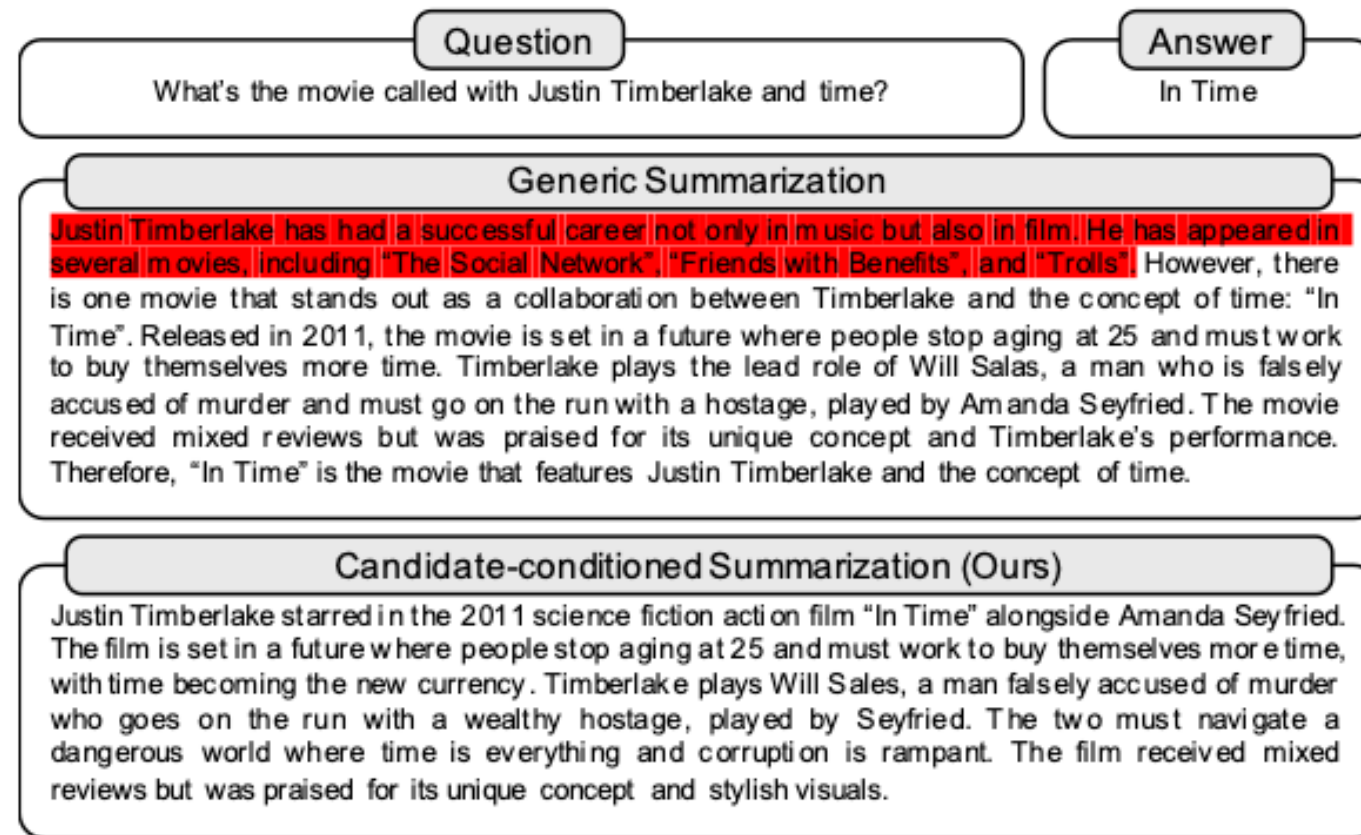 Question
What's the movie called with Justin Timberlake and time?
Answer
In Time
Generic Summarization
Justin Timberlake has had a successful career not only in music but also in film. He has appeared in
several movies, including “The Social Network”, “Friends with Benefits”, and “Trolls”. However, there
is one movie that stands out as a collaboration between Timberlake and the concept of time: “In
Time”. Released in 2011, the movie is set in a future where people stop aging at 25 and must work
to buy themselves more time. Timberlake plays the lead role of Will Salas, a man who is falsely
accused of murder and must go on the run with a hostage, played by Amanda Seyfried. The movie
received mixed reviews but was praised for its unique concept and Timberlake's performance.
Therefore, “In Time” is the movie that features Justin Timberlake and the concept of time.
Candidate-conditioned Summarization (Ours)
Justin Timberlake starred in the 2011 science fiction action film “In Time” alongside Amanda Seyfried.
The film is set in a future where people stop aging at 25 and must work to buy themselves more time,
with time becoming the new currency. Timberlake plays Will Sales, a man falsely accused of murder
who goes on the run with a wealthy hostage, played by Seyfried. The two must navigate a
dangerous world where time is everything and corruption is rampant. The film received mixed
reviews but was praised for its unique concept and stylish visuals.